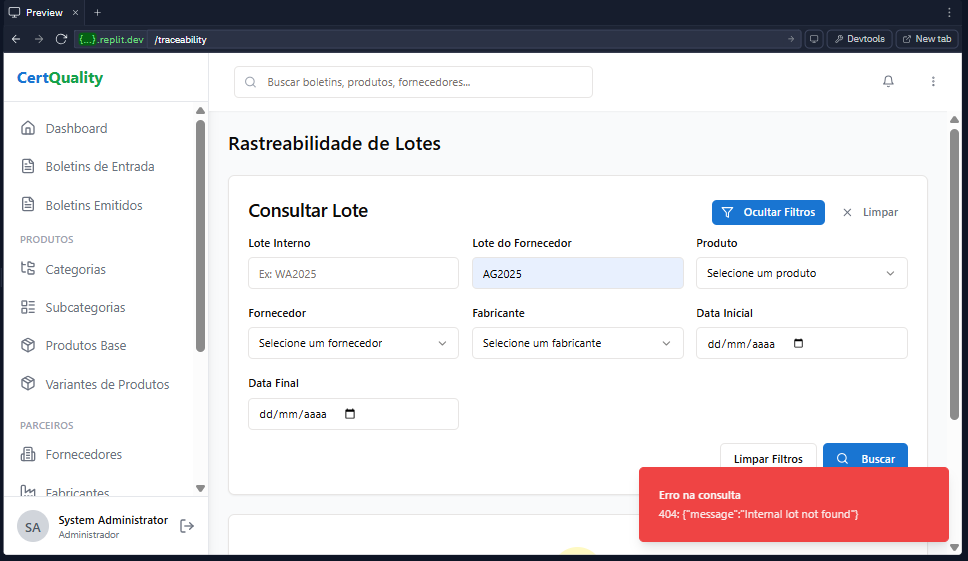 Preview
{...}.replit.dev /traceability
Devtools
New tab
CertQuality
Buscar boletins, produtos, fornecedores...
Dashboard
Boletins de Entrada
Boletins Emitidos
PRODUTOS
Categorias
Subcategorias
Produtos Base
Variantes de Produtos
PARCEIROS
Fornecedores
Fabricantes
SA
System Administrator
Administrador
Rastreabilidade de Lotes
Consultar Lote
Ocultar Filtros
Limpar
Lote Interno
Ex: WA2025
Lote do Fornecedor
AG2025
Produto
Selecione um produto
Fornecedor
Selecione um fornecedor
Fabricante
Selecione um fabricante
Data Inicial
dd/mm/aaaa
Data Final
dd/mm/aaaa
Limpar Filtros
Buscar
Erro na consulta
404: {"message":"Internal lot not found"}